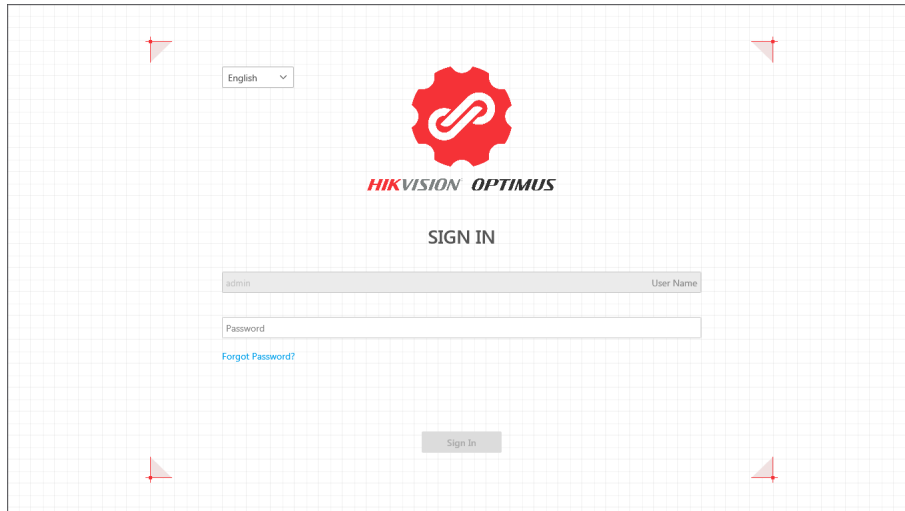 English
HIKVISION OPTIMUS
SIGN IN
admin User Name
Password
Forgot Password?
Sign In